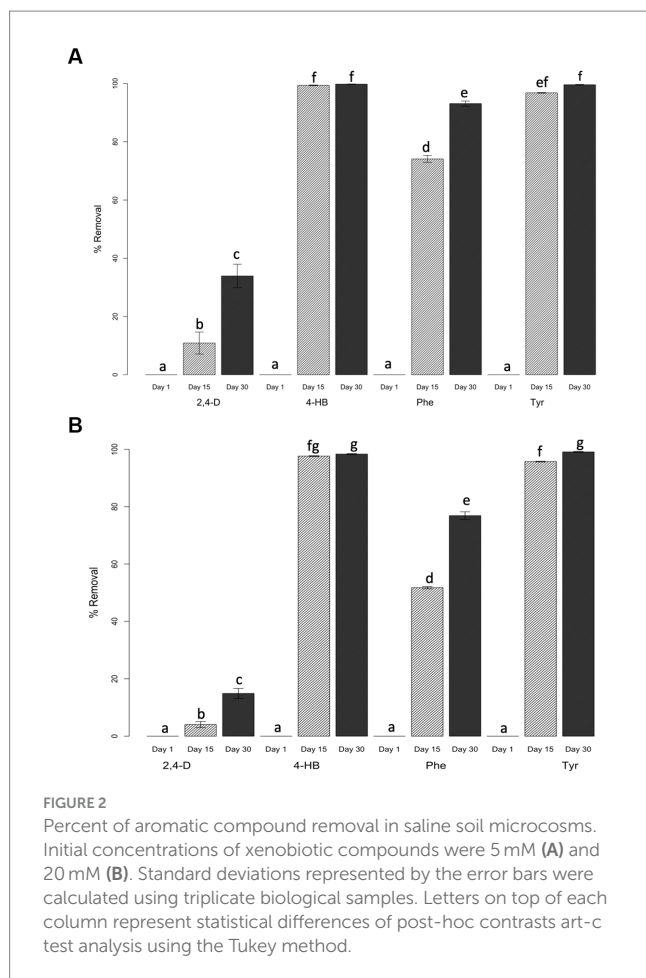 A
f f ef f
e
d
c
b
a a a a
100
80
60
40
20
0
% Removal
Day 1 Day 15 Day 30 Day 1 Day 15 Day 30 Day 1 Day 15 Day 30 Day 1 Day 15 Day 30
2,4-D 4-HB Phe Tyr
B
fg g f g
e
d
c
b
a a a a
100
80
60
40
20
0
% Removal
Day 1 Day 15 Day 30 Day 1 Day 15 Day 30 Day 1 Day 15 Day 30 Day 1 Day 15 Day 30
2,4-D 4-HB Phe Tyr
FIGURE 2
Percent of aromatic compound removal in saline soil microcosms.
Initial concentrations of xenobiotic compounds were 5 mM (A) and
20 mM (B). Standard deviations represented by the error bars were
calculated using triplicate biological samples. Letters on top of each
column represent statistical differences of post-hoc contrasts art-c
test analysis using the Tukey method.